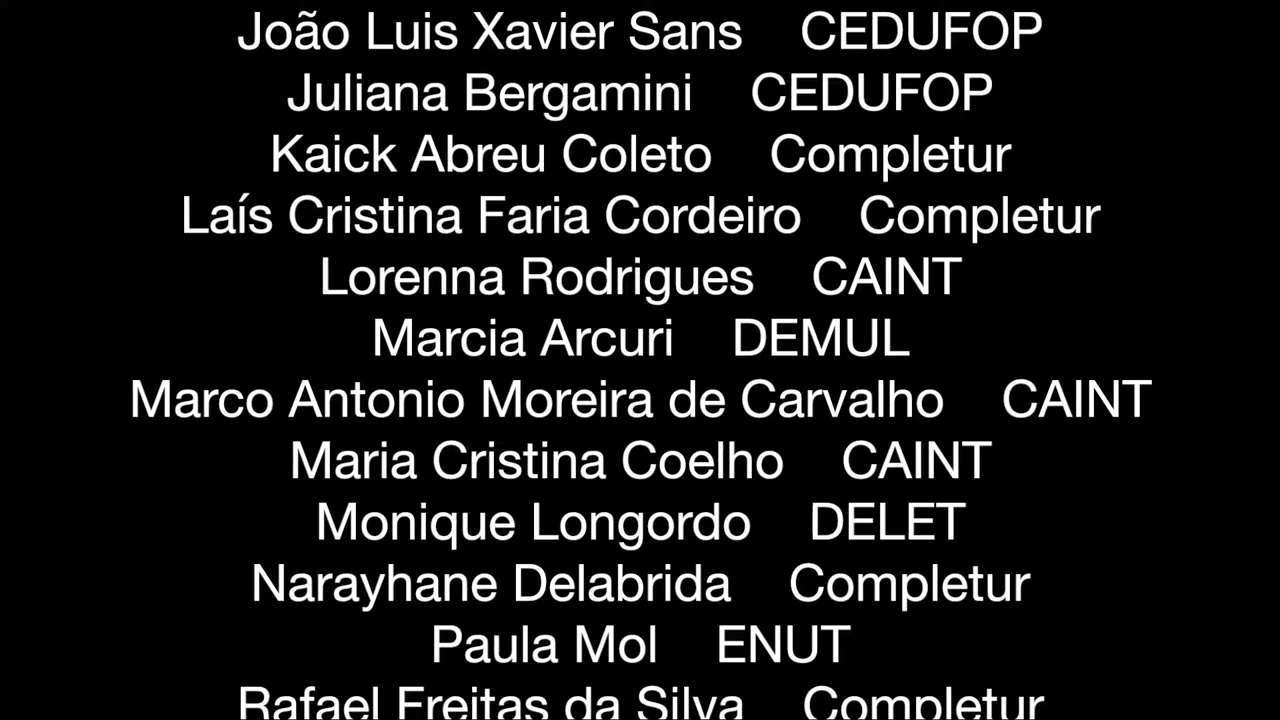 João Luis Xavier Sans CEDUFOP
Juliana Bergamini CEDUFOP
Kaick Abreu Coleto Completur
Laís Cristina Faria Cordeiro Completur
Lorenna Rodrigues CAINT
Marcia Arcuri DEMUL
Marco Antonio Moreira de Carvalho CAINT
Maria Cristina Coelho CAINT
Monique Longordo DELET
Narayhane Delabrida Completur
Paula Mol ENUT
Rafael Freitas da Silva Completur